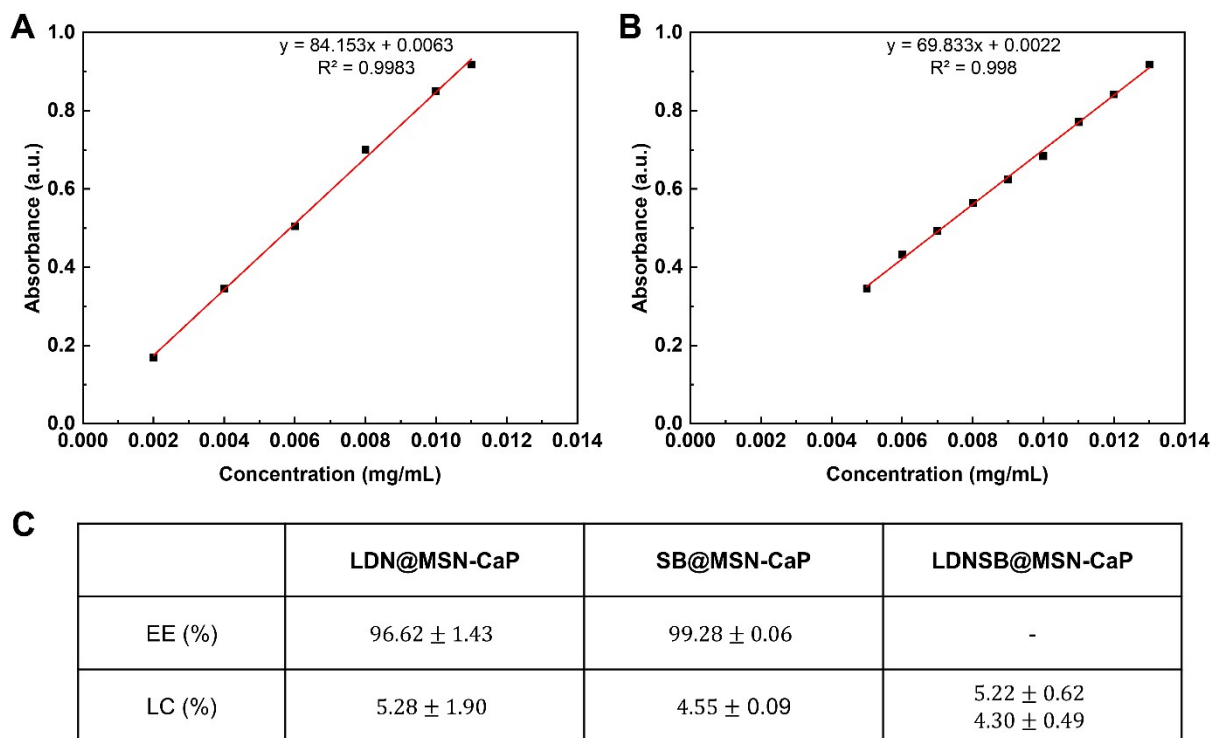 A
y = 84.153x + 0.0063
R² = 0.9983
1.0
0.8
0.6
0.4
0.2
0.0
Absorbance (a.u.)
0.000 0.002 0.004 0.006 0.008 0.010 0.012 0.014
Concentration (mg/mL)
B
y = 69.833x + 0.0022
R² = 0.998
1.0
0.8
0.6
0.4
0.2
0.0
Absorbance (a.u.)
0.000 0.002 0.004 0.006 0.008 0.010 0.012 0.014
Concentration (mg/mL)
C
LDN@MSN-CaP SB@MSN-CaP LDNSB@MSN-CaP
EE (%) 96.62 ± 1.43 99.28 ± 0.06 -
LC (%) 5.28 ± 1.90 4.55 ± 0.09 5.22 ± 0.62
4.30 ± 0.49